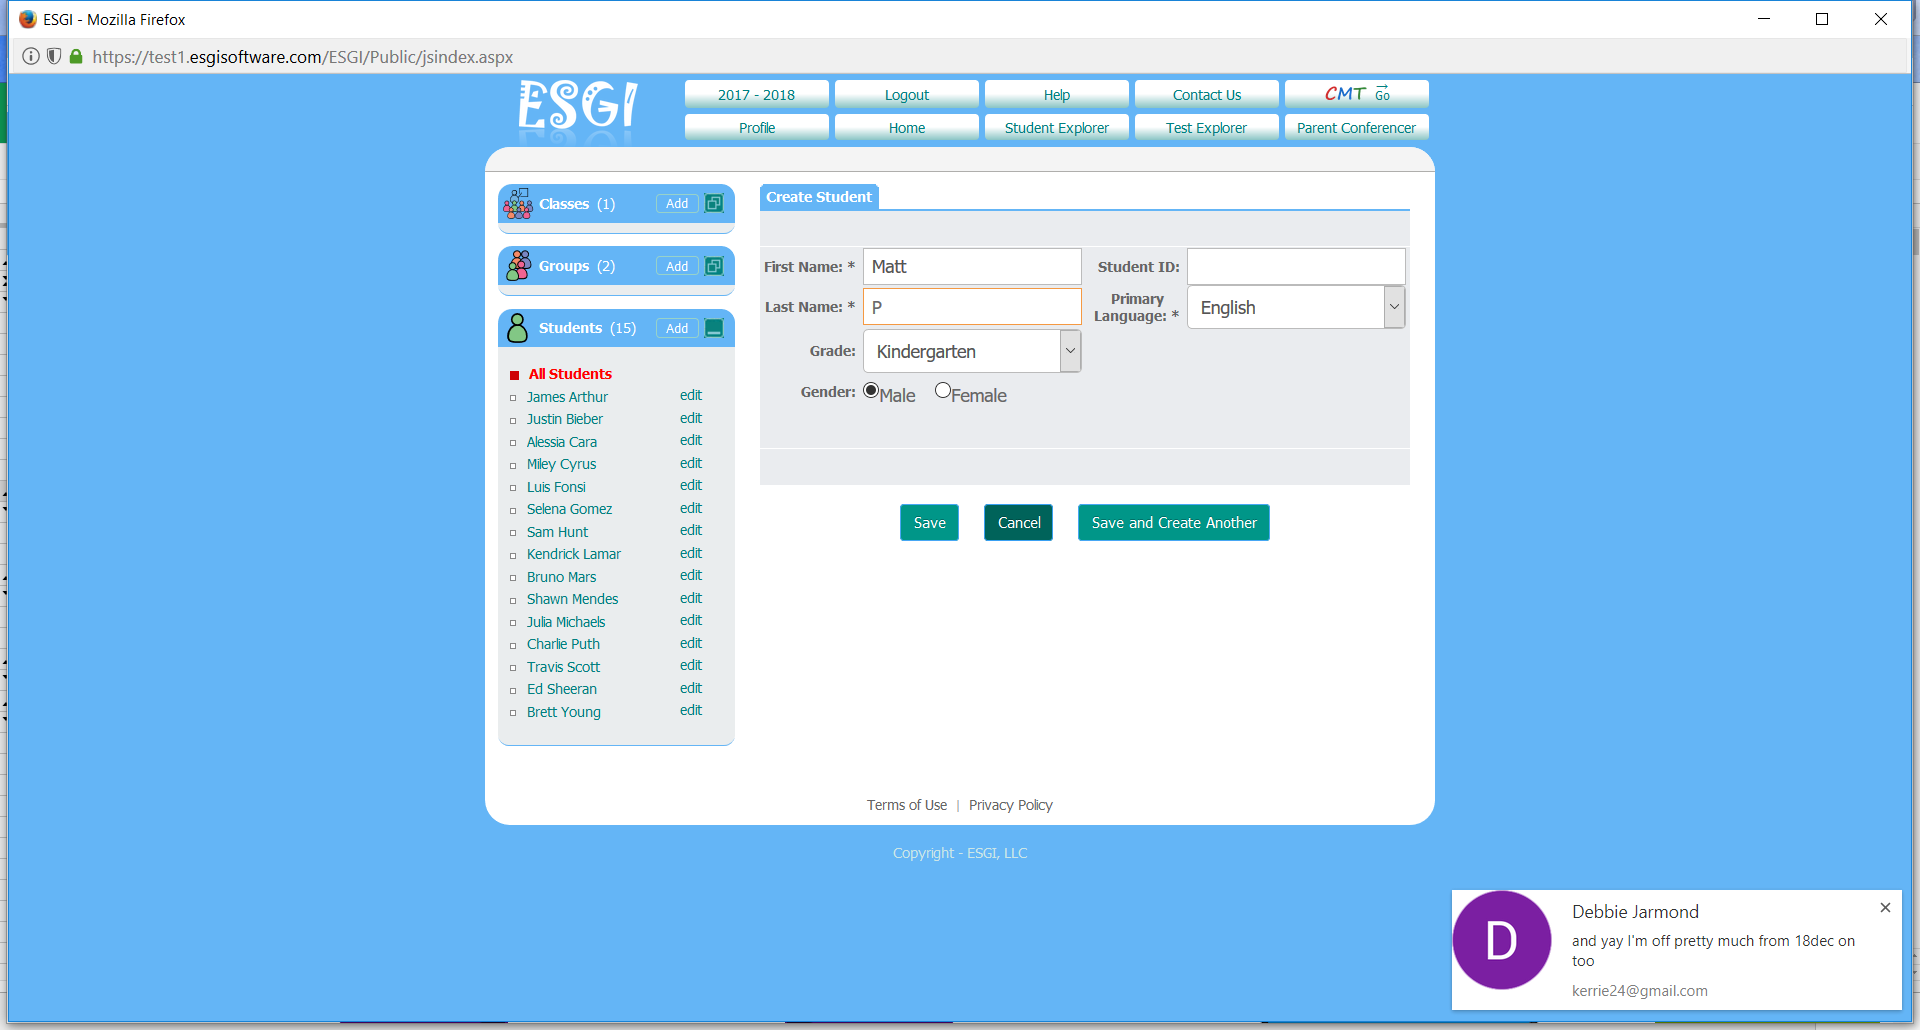 ESGI - Mozilla Firefox
https://test1.esgisoftware.com/ESGI/Public/jsindex.aspx
ESGI
2017 - 2018 Logout Help Contact Us CMT Go
Profile Home Student Explorer Test Explorer Parent Conferencer
Classes (1) Add
Groups (2) Add
Students (15) Add
All Students
James Arthur edit
Justin Bieber edit
Alessia Cara edit
Miley Cyrus edit
Luis Fonsi edit
Selena Gomez edit
Sam Hunt edit
Kendrick Lamar edit
Bruno Mars edit
Shawn Mendes edit
Julia Michaels edit
Charlie Puth edit
Travis Scott edit
Ed Sheeran edit
Brett Young edit
Create Student
First Name: * Matt Student ID:
Last Name: * P Primary Language: * English
Grade: Kindergarten
Gender: Male Female
Save Cancel Save and Create Another
Terms of Use | Privacy Policy
Copyright - ESGI, LLC
D
Debbie Jarmond
and yay I'm off pretty much from 18dec on
too
kerrie24@gmail.com